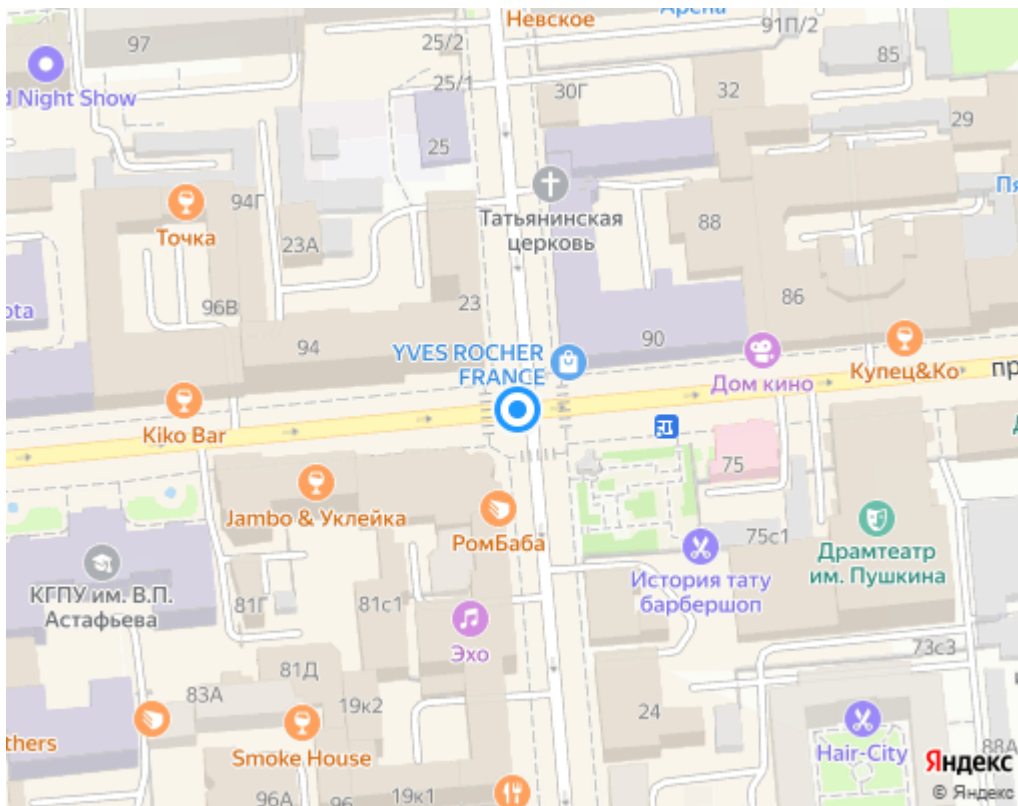 Невское
Арена
91П/2
97
25/2
85
d Night Show
25/1
30Г
32
29
25
Татьянинская
церковь
94Г
Точка
88
23А
96В
23
86
94
90
YVES ROCHER
FRANCE
Дом кино
Купец&Ко
Kiko Bar
75
Jambo & Уклейка
РомБаба
75с1
Драмтеатр
им. Пушкина
КГПУ им. В.П.
Астафьева
История тату
барбершоп
81Г
81с1
Эхо
73с3
81Д
83А
19к2
24
thers
Smoke House
Hair-City
88А
Яндекс
96А
96
19к1
© Яндекс